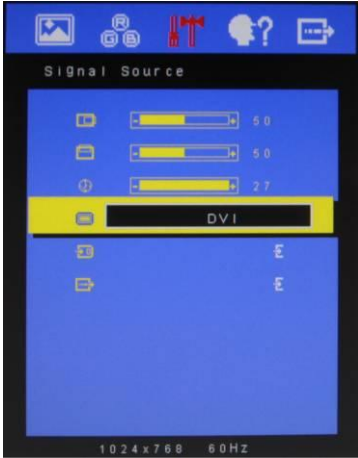 R
G B
?
Signal Source
- + 50
- + 50
- + 27
DVI
1024x768 60Hz